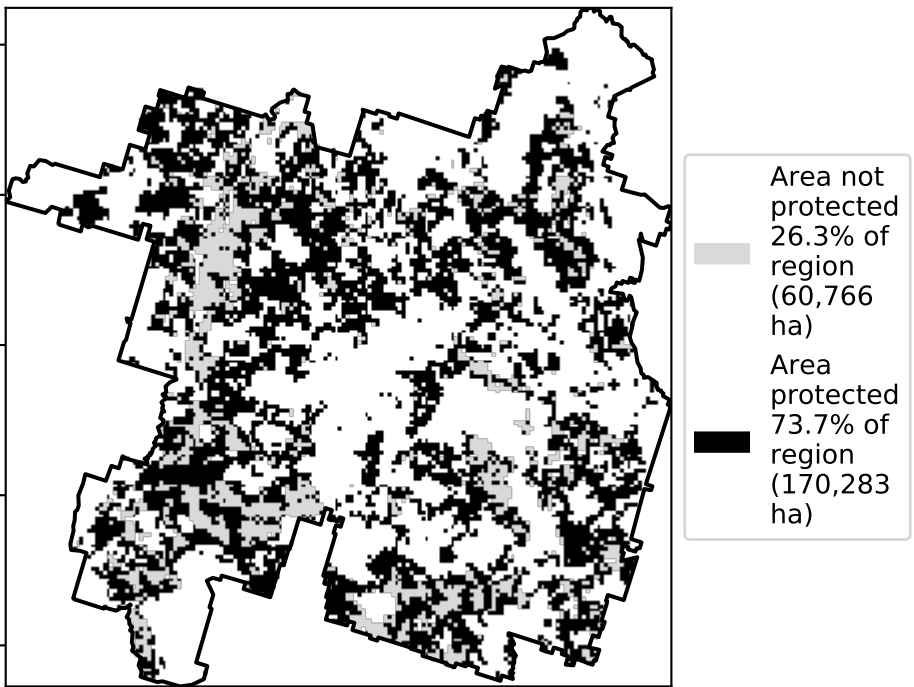 Area not
protected
26.3% of
region
(60,766
ha)
Area
protected
73.7% of
region
(170,283
ha)